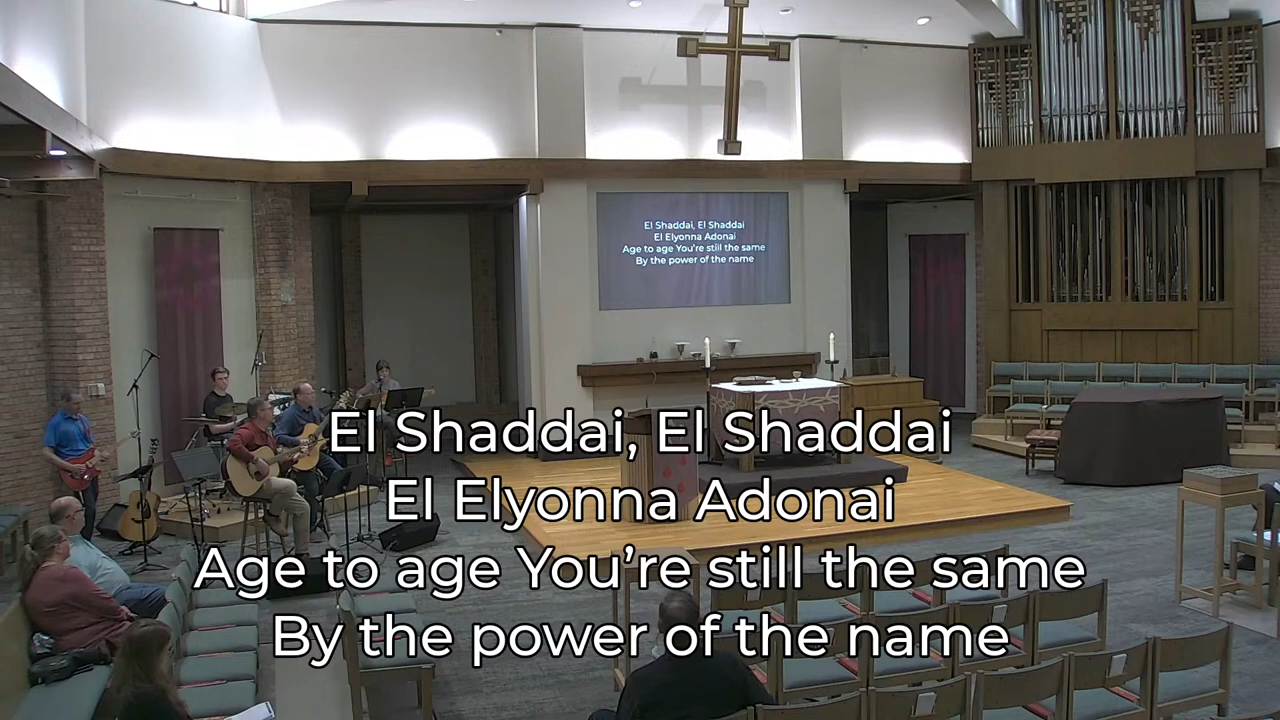 El Shaddai, El Shaddai
El Elyonna Adonai
Age to age You're still the same
By the power of the name
El Shaddai, El Shaddai
El Elyonna Adonai
Age to age You’re still the same
By the power of the name